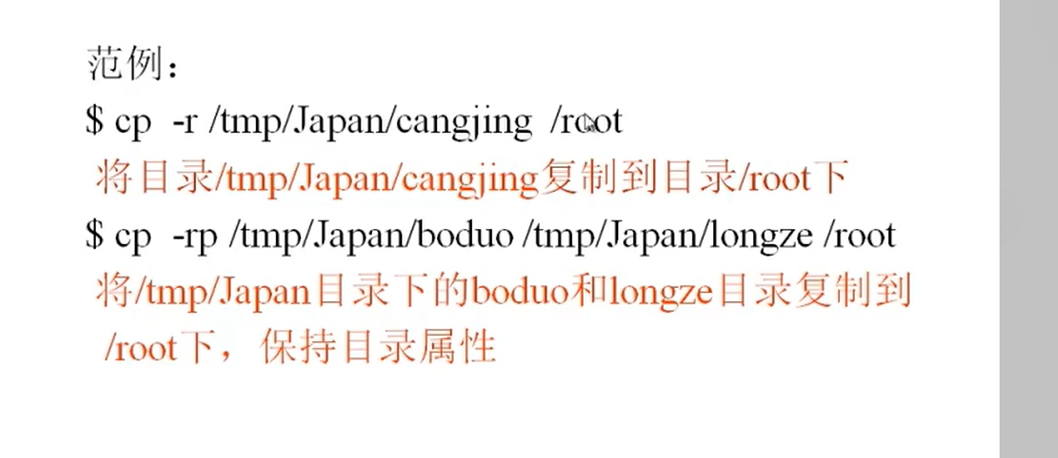 范例：
$ cp -r /tmp/Japan/cangjing /root
将目录/tmp/Japan/cangjing复制到目录/root下
$ cp -rp /tmp/Japan/boduo /tmp/Japan/longze /root
将/tmp/Japan目录下的boduo和longze目录复制到
/root下，保持目录属性